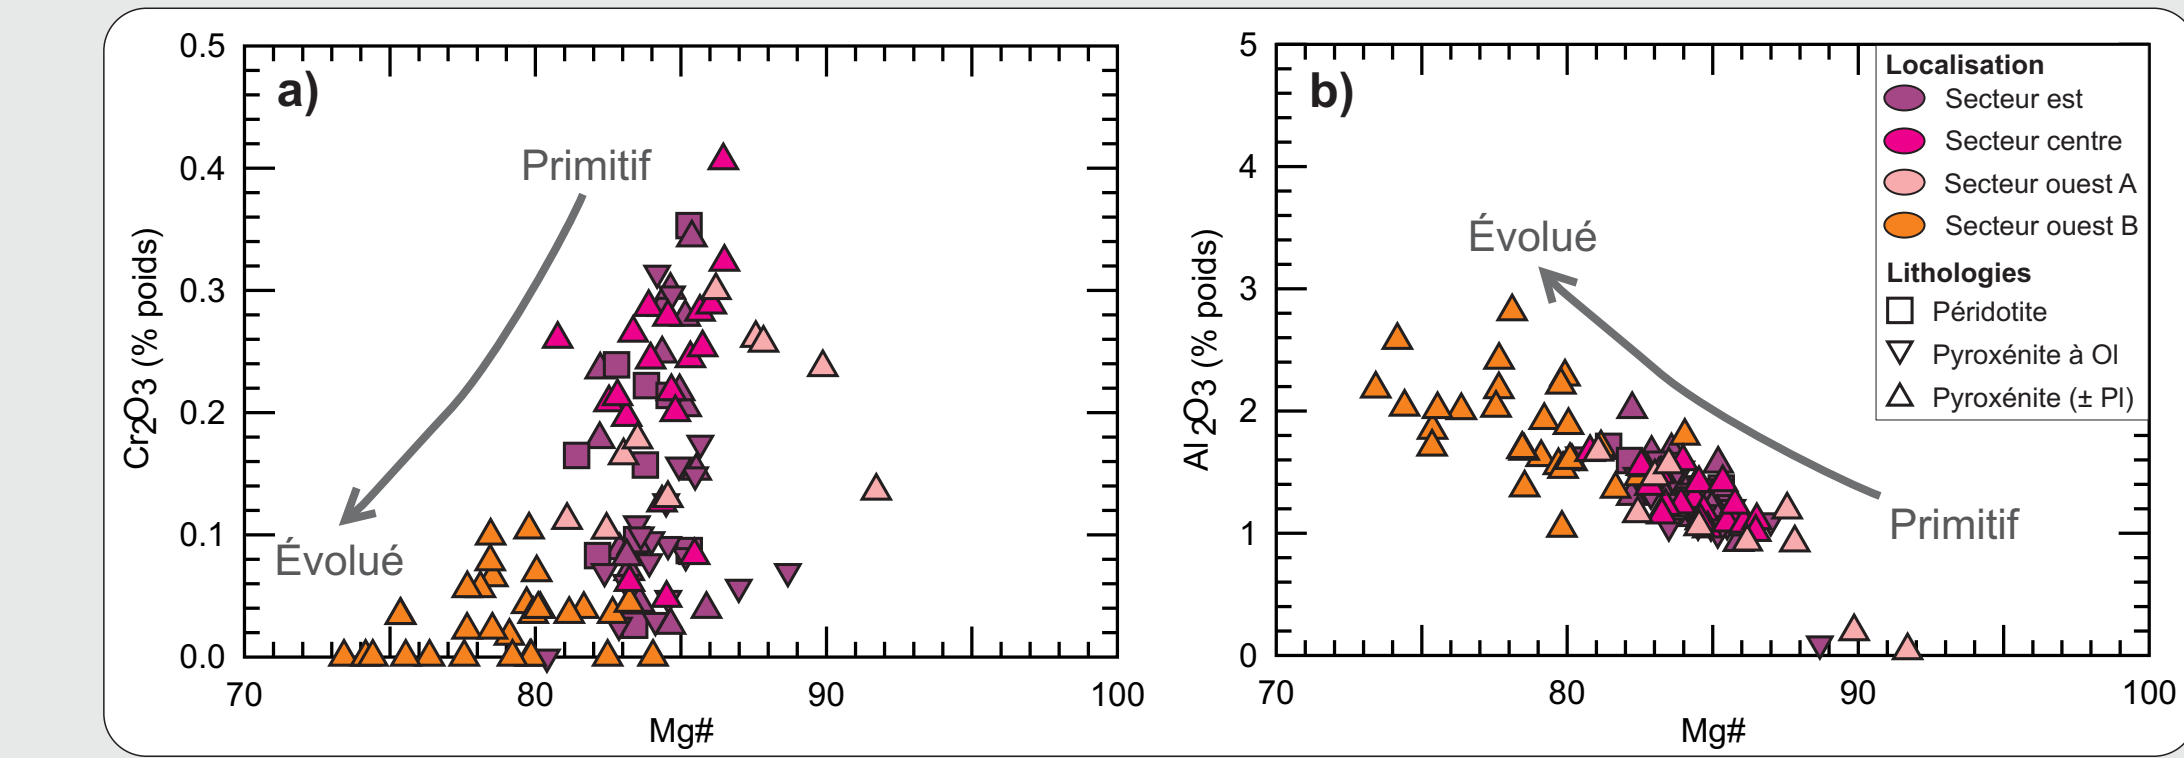 a)
0.5
0.4
0.3
0.2
0.1
0.0
Cr2O3 (% poids)
Primitif
Évolué
70
80
90
100
Mg#
b)
5
4
3
2
1
0
Al2O3 (% poids)
Évolué
Primitif
70
80
90
100
Mg#
Localisation
Secteur est
Secteur centre
Secteur ouest A
Secteur ouest B
Lithologies
Péridotite
Pyroxénite à Ol
Pyroxénite (± Pl)